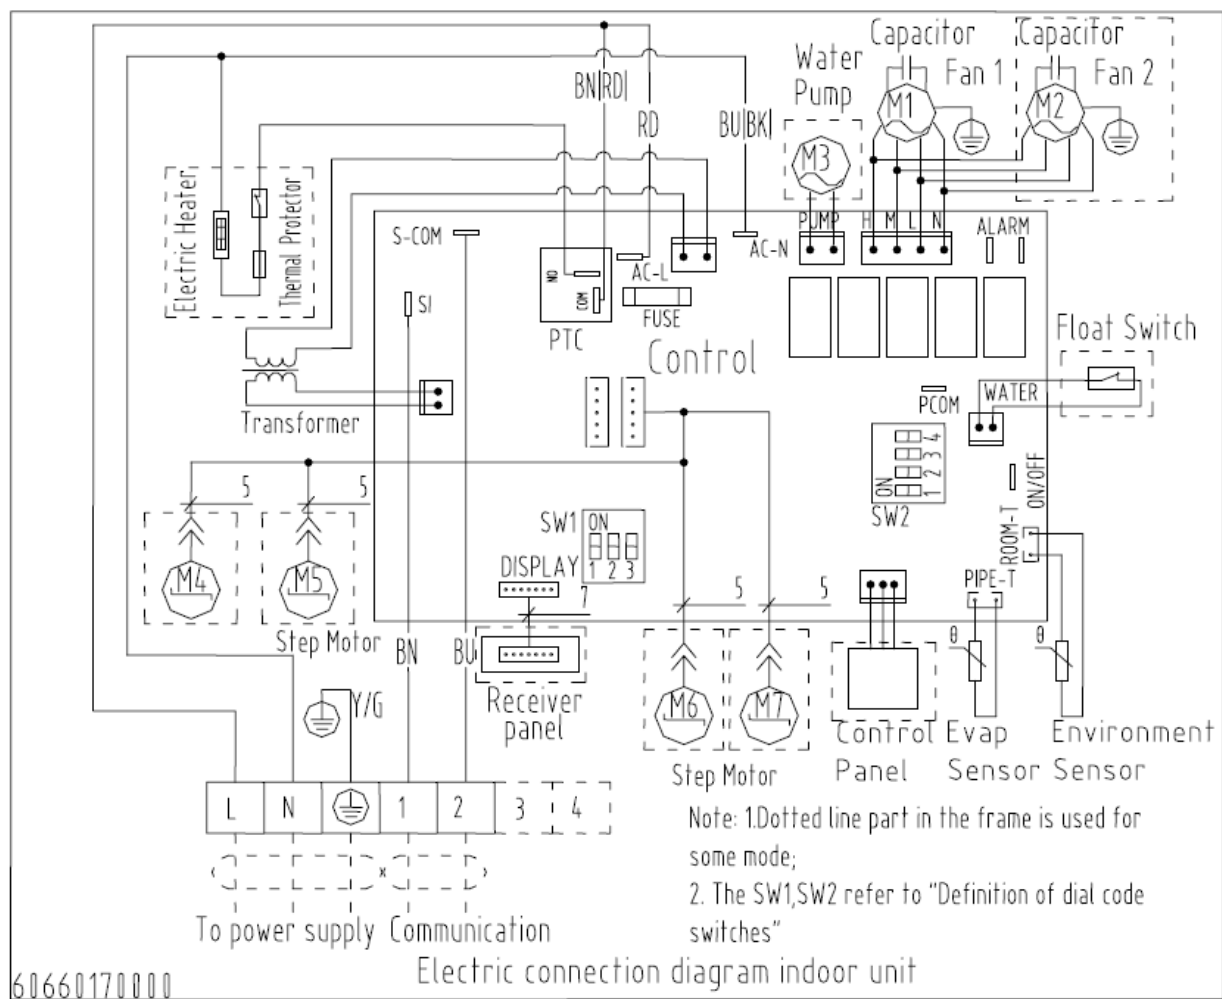 Capacitor
Capacitor
Water
Pump
Fan 1
Fan 2
BN|RD|
RD
BU|BK|
M1
M2
M3
Electric Heater
Thermal Protector
PUMP
H M L N
ALARM
S-COM
AC-N
AC-L
NO
COM
SI
FUSE
PTC
Control
Float Switch
Transformer
PCOM
WATER
ON
1 2 3 4
SW2
ON/OFF
5
5
SW1
ON
1 2 3
ROOM-T
DISPLAY
7
PIPE-T
M4
M5
5
5
Step Motor
BN
BU
θ
θ
Receiver
panel
Y/G
M6
M7
Control
Panel
Evap
Sensor
Environment
Sensor
Step Motor
L N 1 2 3 4
Note: 1.Dotted line part in the frame is used for
some mode;
2. The SW1,SW2 refer to "Definition of dial code
switches"
To power supply
Communication
Electric connection diagram indoor unit
60660170000